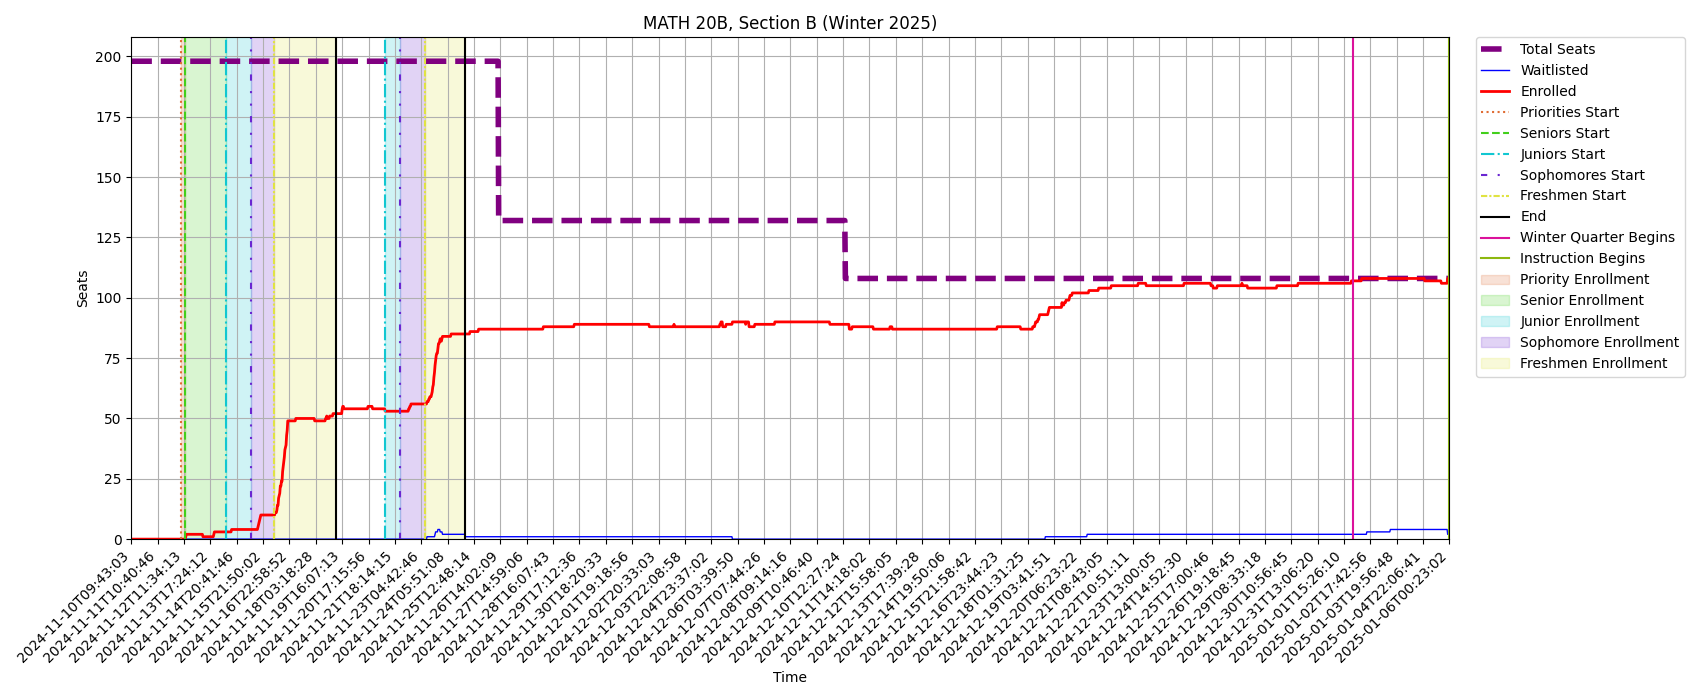 MATH 20B, Section B (Winter 2025)
Seats
200
175
150
125
100
75
50
25
0
2024-11-10T09:43:03
2024-11-11T10:40:46
2024-11-12T11:34:13
2024-11-13T17:24:12
2024-11-14T20:41:46
2024-11-15T21:50:02
2024-11-16T22:58:52
2024-11-18T03:18:28
2024-11-19T16:07:13
2024-11-20T17:15:56
2024-11-21T18:14:15
2024-11-23T04:42:46
2024-11-24T05:51:08
2024-11-25T12:48:14
2024-11-26T14:02:09
2024-11-27T14:59:06
2024-11-28T16:07:43
2024-11-29T17:12:36
2024-11-30T18:20:33
2024-12-01T19:18:56
2024-12-02T20:33:03
2024-12-03T22:08:58
2024-12-04T23:37:02
2024-12-06T03:39:50
2024-12-07T07:44:26
2024-12-08T09:14:16
2024-12-09T10:46:40
2024-12-10T12:27:24
2024-12-11T14:18:02
2024-12-12T15:58:05
2024-12-13T17:39:28
2024-12-14T19:50:06
2024-12-15T21:58:42
2024-12-16T23:44:23
2024-12-18T01:31:25
2024-12-19T03:41:51
2024-12-20T06:23:22
2024-12-21T08:43:05
2024-12-22T10:51:11
2024-12-23T13:00:05
2024-12-24T14:52:30
2024-12-25T17:00:46
2024-12-26T19:18:45
2024-12-29T08:33:18
2024-12-30T10:56:45
2024-12-31T13:06:20
2025-01-01T15:26:10
2025-01-02T17:42:56
2025-01-03T19:56:48
2025-01-04T22:06:41
2025-01-06T00:23:02
Time
Total Seats
Waitlisted
Enrolled
Priorities Start
Seniors Start
Juniors Start
Sophomores Start
Freshmen Start
End
Winter Quarter Begins
Instruction Begins
Priority Enrollment
Senior Enrollment
Junior Enrollment
Sophomore Enrollment
Freshmen Enrollment